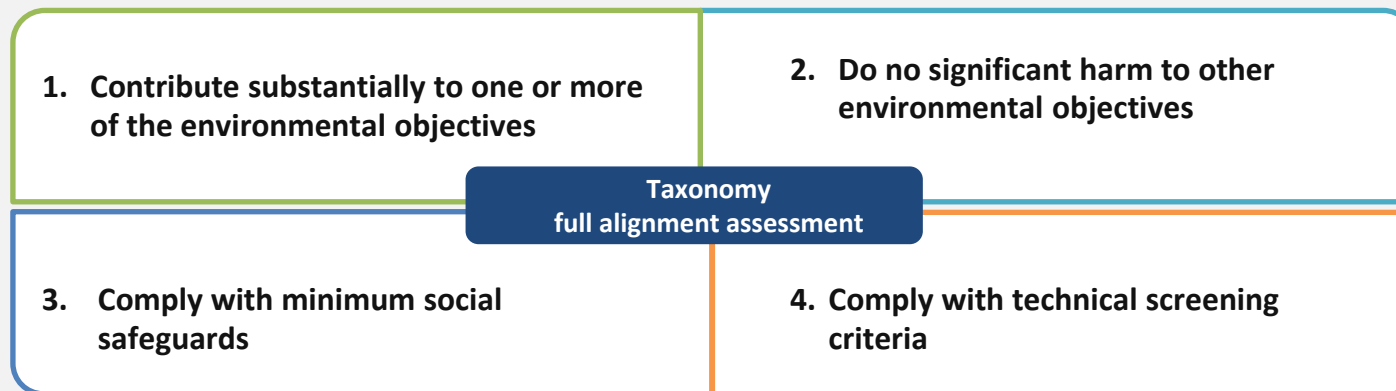 1. Contribute substantially to one or more
of the environmental objectives
2. Do no significant harm to other
environmental objectives
Taxonomy
full alignment assessment
3. Comply with minimum social
safeguards
4. Comply with technical screening
criteria